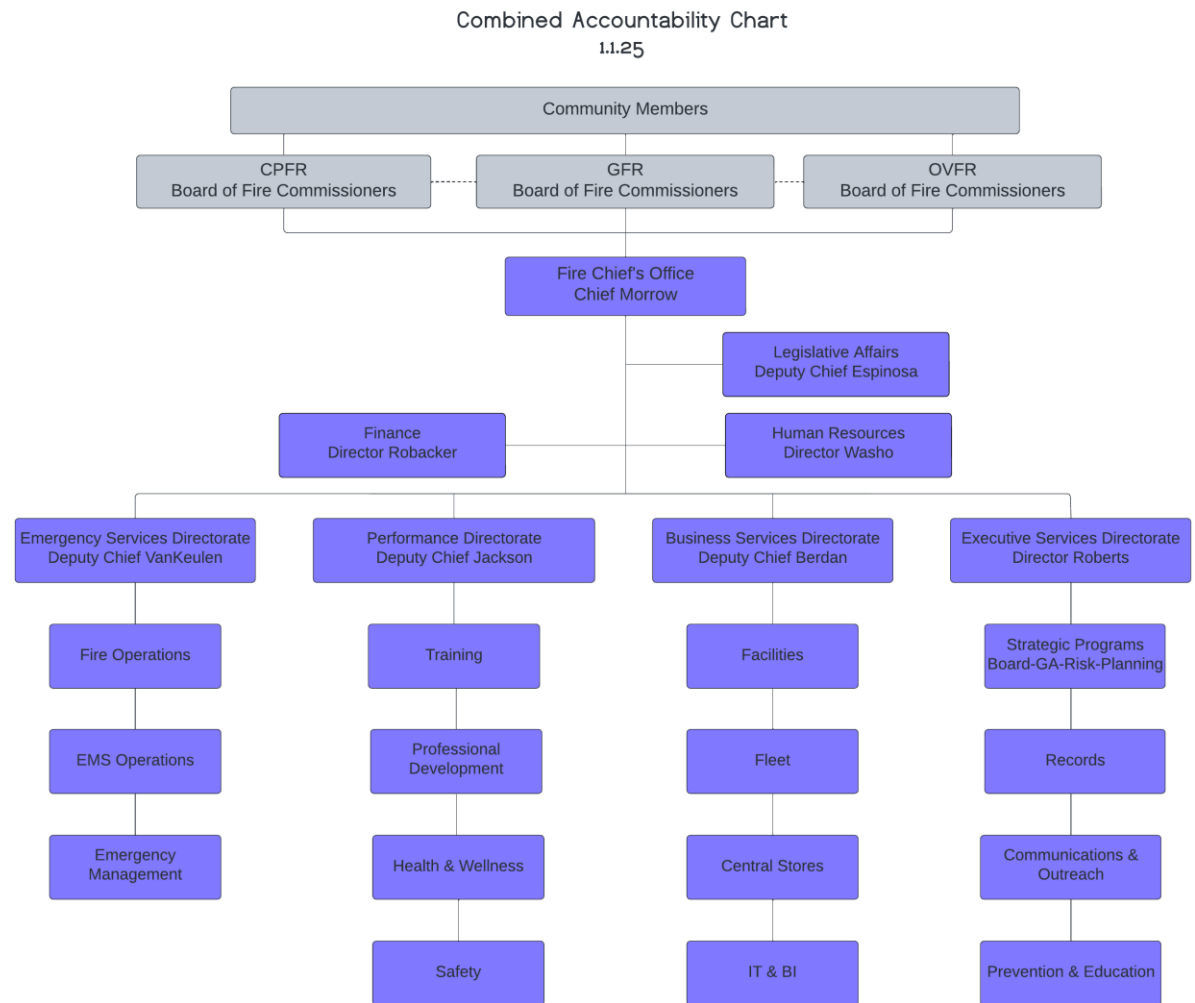 Combined Accountability Chart
1.1.25
Community Members
CPFR
Board of Fire Commissioners
GFR
Board of Fire Commissioners
OVFR
Board of Fire Commissioners
Fire Chief's Office
Chief Morrow
Legislative Affairs
Deputy Chief Espinosa
Finance
Director Robacker
Human Resources
Director Washo
Emergency Services Directorate
Deputy Chief VanKeulen
Performance Directorate
Deputy Chief Jackson
Business Services Directorate
Deputy Chief Berdan
Executive Services Directorate
Director Roberts
Fire Operations
Training
Facilities
Strategic Programs
Board-GA-Risk-Planning
EMS Operations
Professional
Development
Fleet
Records
Emergency
Management
Health & Wellness
Central Stores
Communications &
Outreach
Safety
IT & BI
Prevention & Education